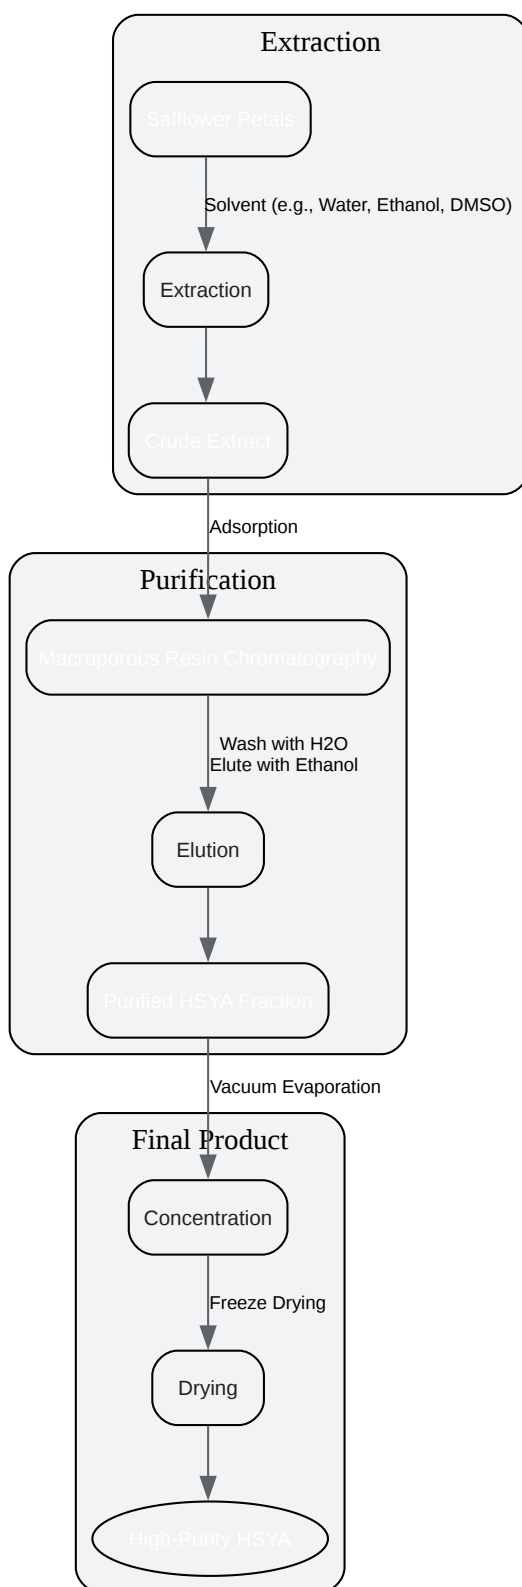 Extraction
Safflower Petals
Solvent (e.g., Water, Ethanol, DMSO)
Extraction
Crude Extract
Adsorption
Purification
Macroporous Resin Chromatography
Wash with H2O
Elute with Ethanol
Elution
Purified HSYA Fraction
Vacuum Evaporation
Final Product
Concentration
Freeze Drying
Drying
High-Purity HSYA